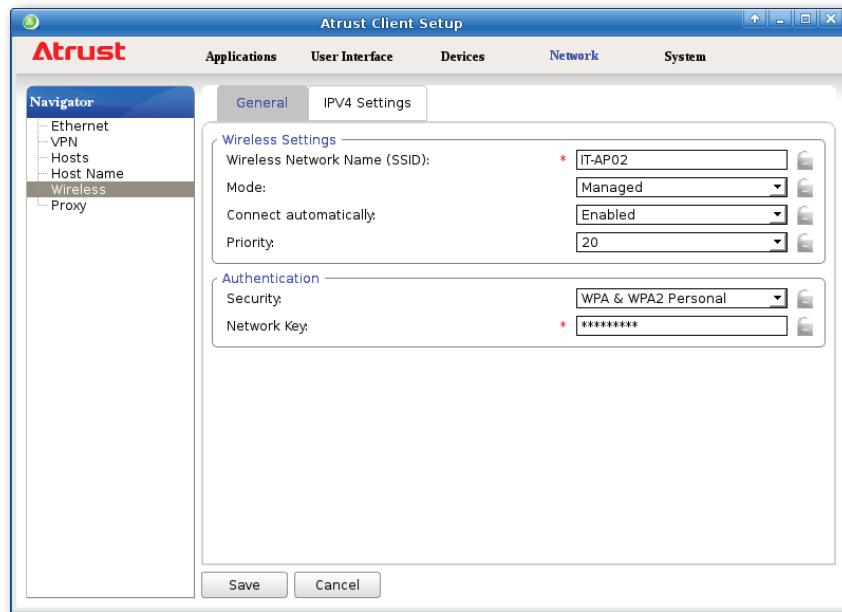 Atrust Client Setup
Atrust
Applications User Interface Devices Network System
Navigator
Ethernet
VPN
Hosts
Host Name
Wireless
Proxy
General IPV4 Settings
Wireless Settings
Wireless Network Name (SSID): * IT-AP02
Mode: Managed
Connect automatically: Enabled
Priority: 20
Authentication
Security: WPA & WPA2 Personal
Network Key: * *********
Save Cancel